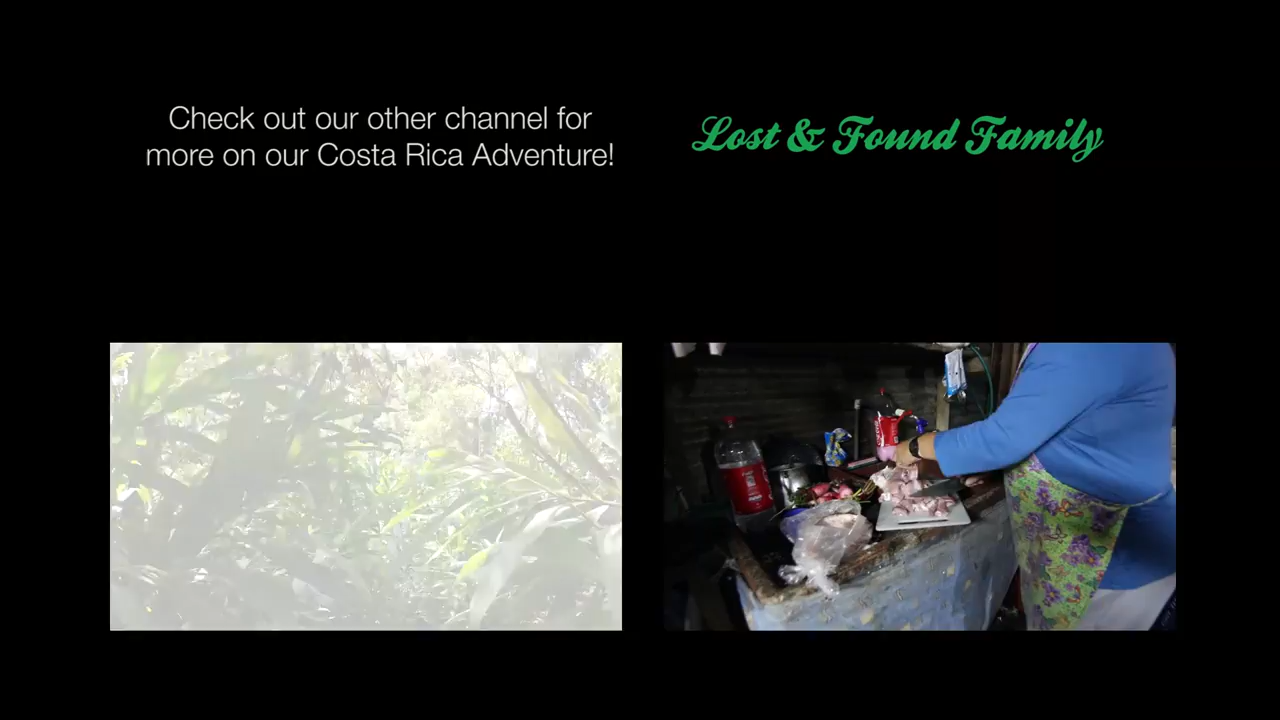 Check out our other channel for
more on our Costa Rica Adventure!
Lost & Found Family